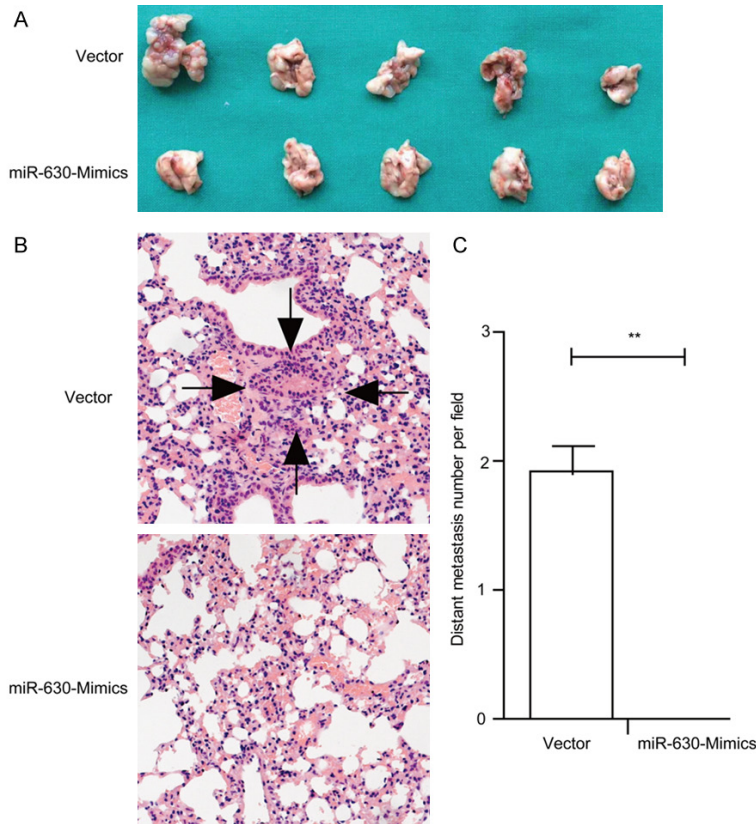 A
Vector
miR-630-Mimics
B
Vector
miR-630-Mimics
C
Distant metastasis number per field
3
2
1
0
**
Vector
miR-630-Mimics